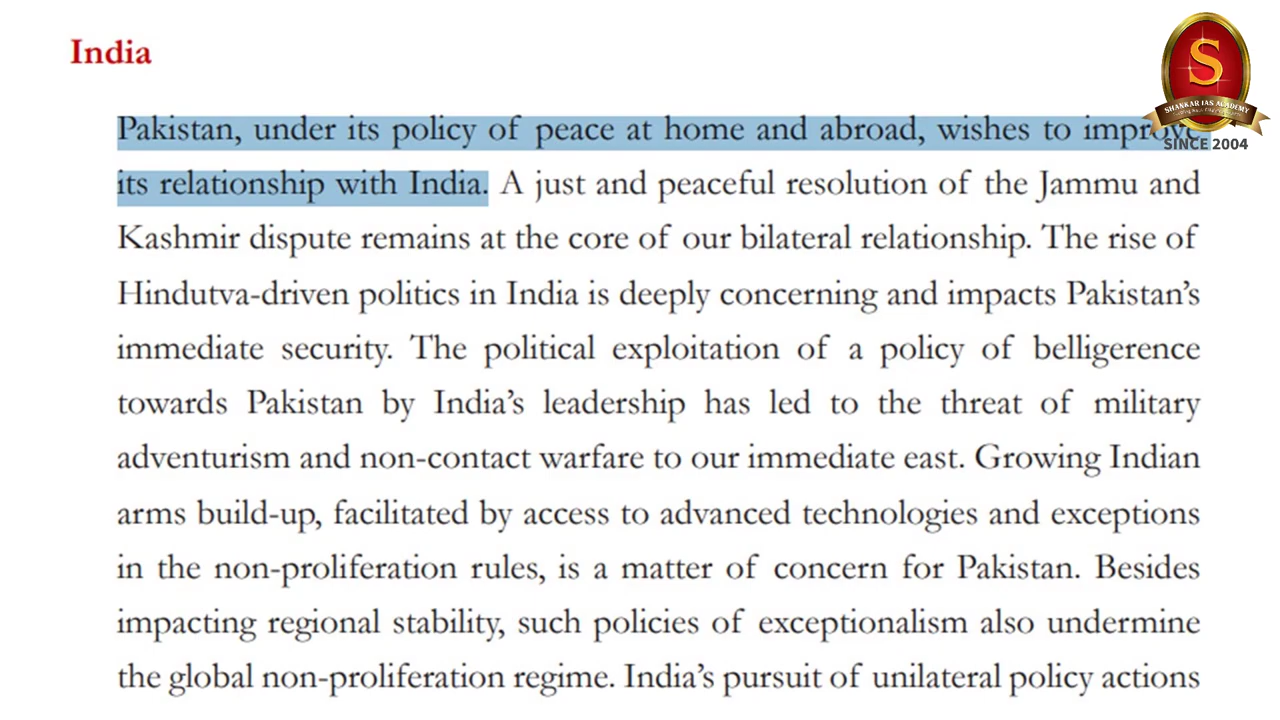 India
Pakistan, under its policy of peace at home and abroad, wishes to improve
its relationship with India. A just and peaceful resolution of the Jammu and
Kashmir dispute remains at the core of our bilateral relationship. The rise of
Hindutva-driven politics in India is deeply concerning and impacts Pakistan’s
immediate security. The political exploitation of a policy of belligerence
towards Pakistan by India’s leadership has led to the threat of military
adventurism and non-contact warfare to our immediate east. Growing Indian
arms build-up, facilitated by access to advanced technologies and exceptions
in the non-proliferation rules, is a matter of concern for Pakistan. Besides
impacting regional stability, such policies of exceptionalism also undermine
the global non-proliferation regime. India’s pursuit of unilateral policy actions
S
SHANKAR IAS ACADEMY
SINCE 2004